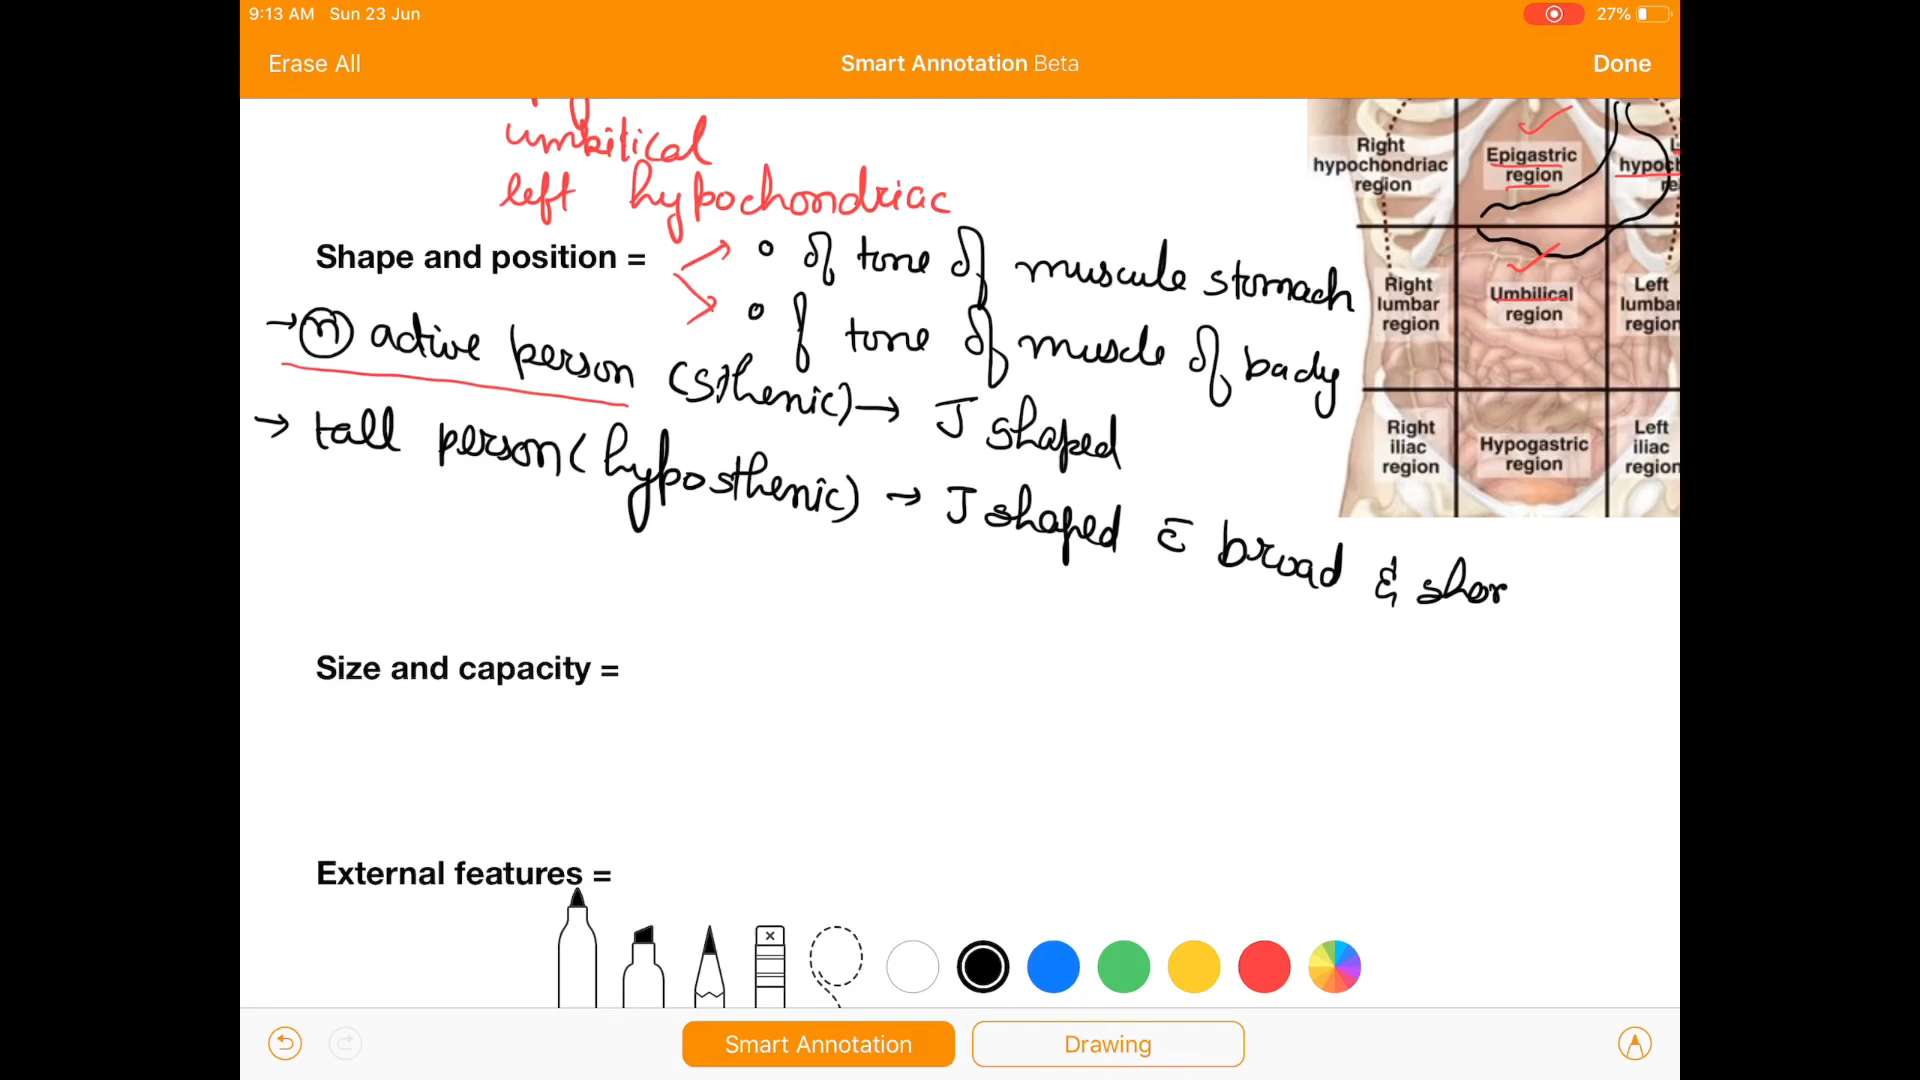 9:13 AM Sun 23 Jun
27%
Erase All
Smart Annotation Beta
Done
umbilical
left hypochondriac
Shape and position =
of tone of muscule stomach
of tone of muscle of body
→ (n) active person (sthenic) → J shaped
→ tall person (hyposthenic) → J shaped c̄ broad & shor
Right hypochondriac region
Epigastric region
hypoch
re
Right lumbar region
Umbilical region
Left lumbar region
Right iliac region
Hypogastric region
Left iliac region
Size and capacity =
External features =
Smart Annotation
Drawing